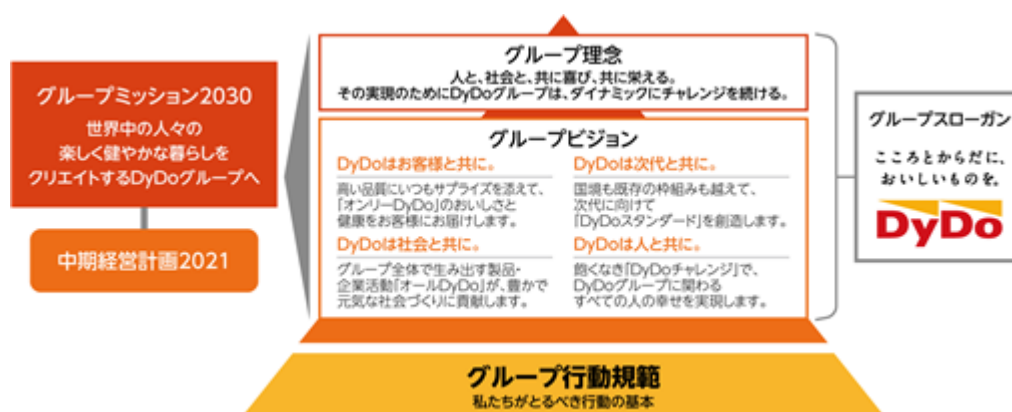 グループミッション2030
世界中の人々の
楽しく健やかな暮らしを
クリエイトするDyDoグループへ
中期経営計画2021
グループ理念
人と、社会と、共に喜び、共に栄える。
その実現のためにDyDoグループは、ダイナミックにチャレンジを続ける。
グループビジョン
DyDoはお客様と共に。
高い品質にいつもサプライズを添えて、
「オンリーDyDo」のおいしさと
健康をお客様にお届けします。
DyDoは次代と共に。
国境も既存の枠組みも越えて、
次代に向けて
「DyDoスタンダード」を創造します。
DyDoは社会と共に。
グループ全体で生み出す製品・
企業活動「オールDyDo」が、豊かで
元気な社会づくりに貢献します。
DyDoは人と共に。
飽くなき「DyDoチャレンジ」で、
DyDoグループに関わる
すべての人の幸せを実現します。
グループ行動規範
私たちがとるべき行動の基本
グループスローガン
こころとからだに、
おいしいものを。
DyDo